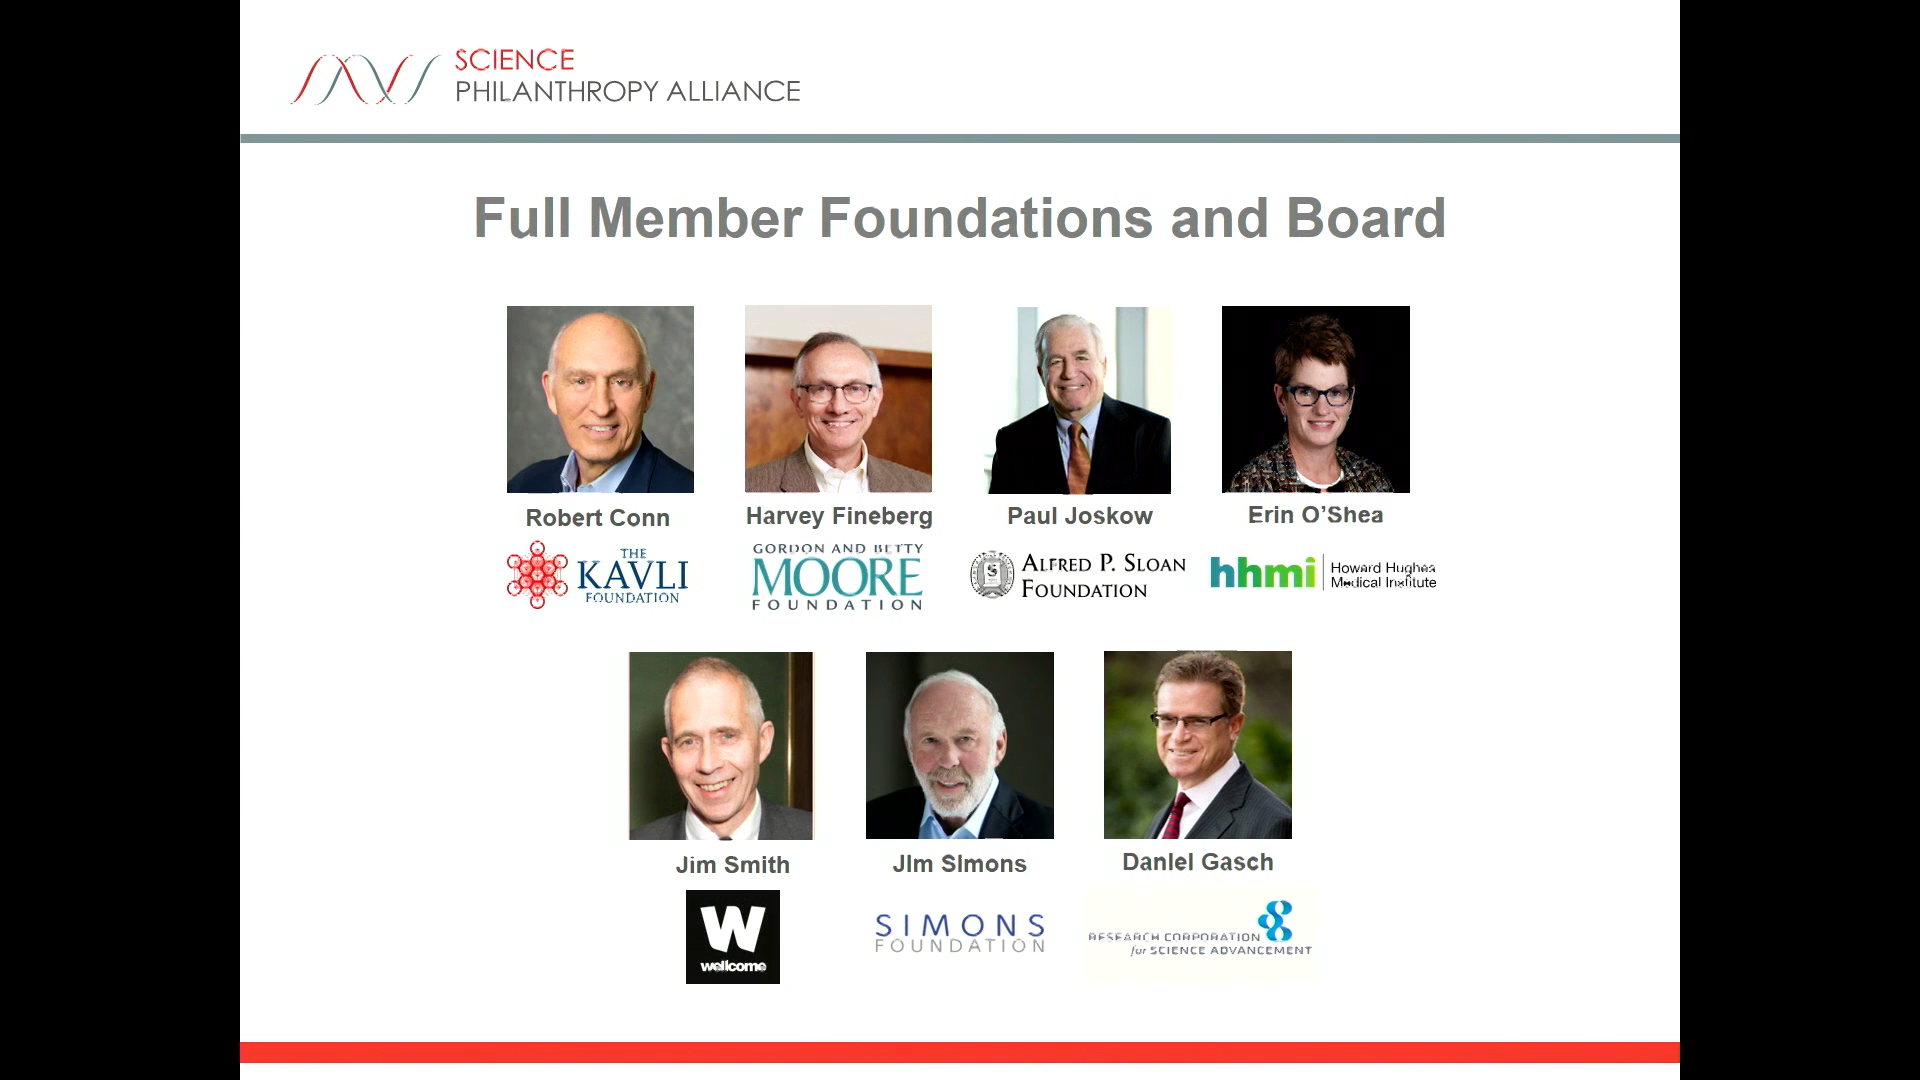 SCIENCE
PHILANTHROPY ALLIANCE
Full Member Foundations and Board
Robert Conn
Harvey Fineberg
Paul Joskow
Erin O’Shea
THE
KAVLI
FOUNDATION
GORDON AND BETTY
MOORE
FOUNDATION
ALFRED P. SLOAN
FOUNDATION
hhmi
Howard Hughes
Medical Institute
Jim Smith
Jim Simons
Daniel Gasch
W
wellcome
SIMONS
FOUNDATION
RESEARCH CORPORATION
for SCIENCE ADVANCEMENT